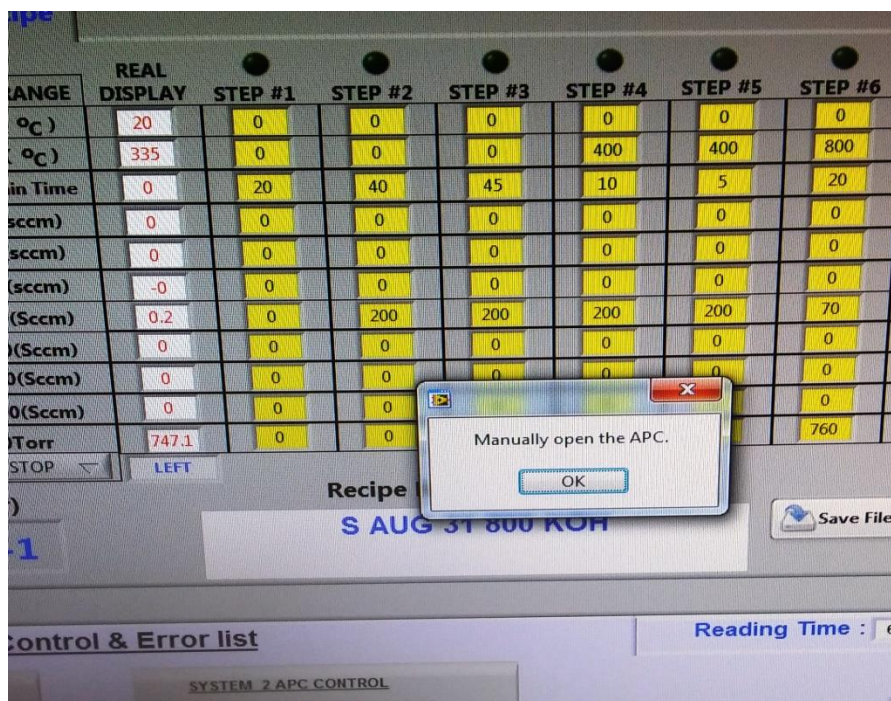 REAL
RANGE DISPLAY STEP #1 STEP #2 STEP #3 STEP #4 STEP #5 STEP #6
°C ) 20 0 0 0 0 0 0
°C ) 335 0 0 0 400 400 800
in Time 0 20 40 45 10 5 20
sccm) 0 0 0 0 0 0 0
sccm) 0 0 0 0 0 0 0
(sccm) -0 0 0 0 0 0 0
(Sccm) 0.2 0 200 200 200 200 70
)(Sccm) 0 0 0 0 0 0 0
)(Sccm) 0 0 0 0 0 0 0
0(Sccm) 0 0 0 0
Torr 747.1 0 0 760
STOP LEFT
Manually open the APC.
OK
Recipe
S AUG 31 800 KOH
Save File
-1
ontrol & Error list
Reading Time :
SYSTEM 2 APC CONTROL